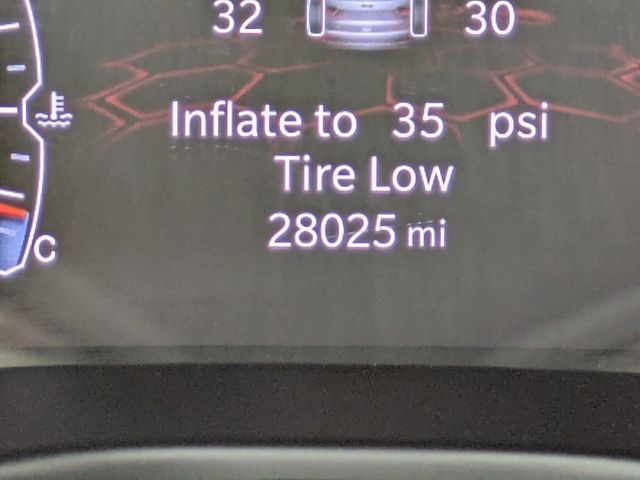 32 30
Inflate to 35 psi
Tire Low
28025 mi
C